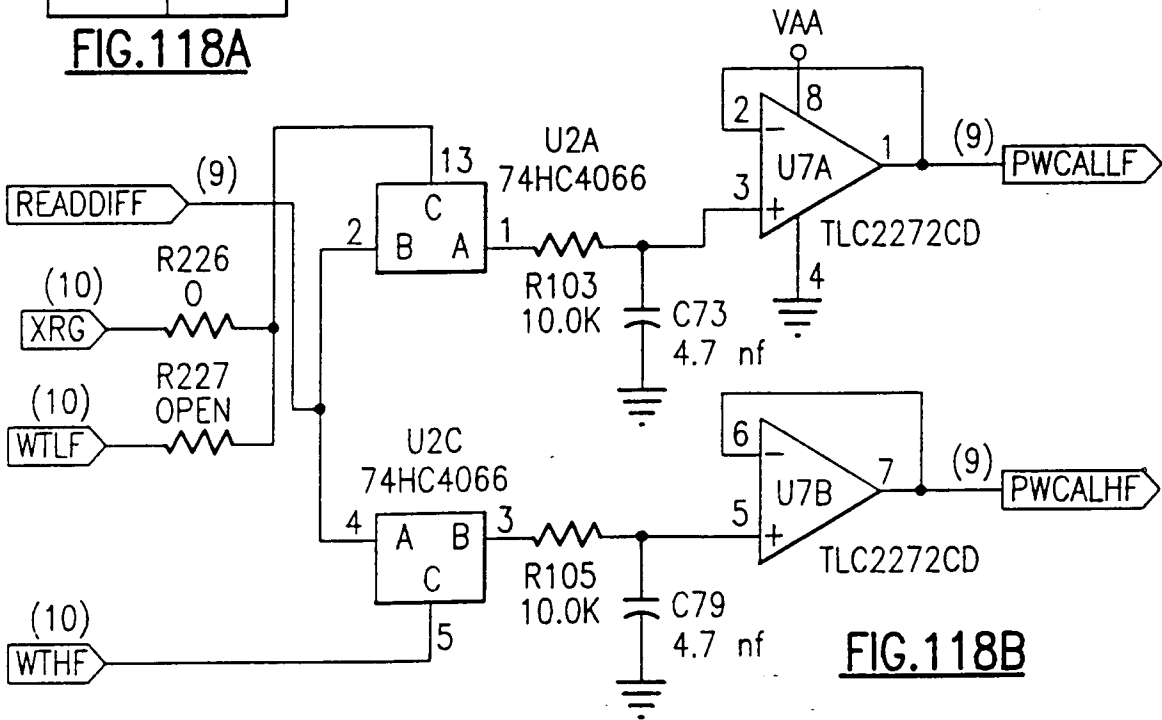 FIG.118A
VAA
8
2
−
U7A
1
(9)
PWCALLF
3
+
TLC2272CD
4
U2A
74HC4066
13
C
2
B
A
1
R103
10.0K
C73
4.7 nf
READDIFF
(9)
R226
0
(10)
XRG
R227
OPEN
(10)
WTLF
U2C
74HC4066
4
A
B
3
C
5
R105
10.0K
C79
4.7 nf
6
−
U7B
7
(9)
PWCALHF
5
+
TLC2272CD
(10)
WTHF
FIG.118B